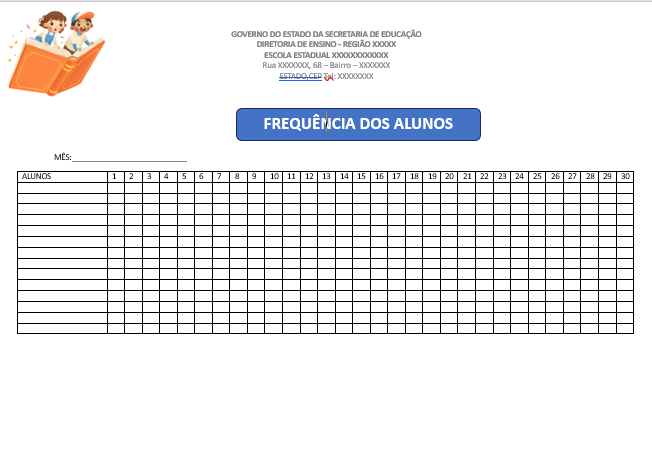 GOVERNO DO ESTADO DA SECRETARIA DE EDUCAÇÃO
DIRETORIA DE ENSINO - REGIÃO XXXXX
ESCOLA ESTADUAL XXXXXXXXXXX
Rua XXXXXXX, 68 – Bairro – XXXXXXX
ESTADO,CEP Tel: XXXXXXXX
FREQUÊNCIA DOS ALUNOS
MÊS:
ALUNOS 1 2 3 4 5 6 7 8 9 10 11 12 13 14 15 16 17 18 19 20 21 22 23 24 25 26 27 28 29 30